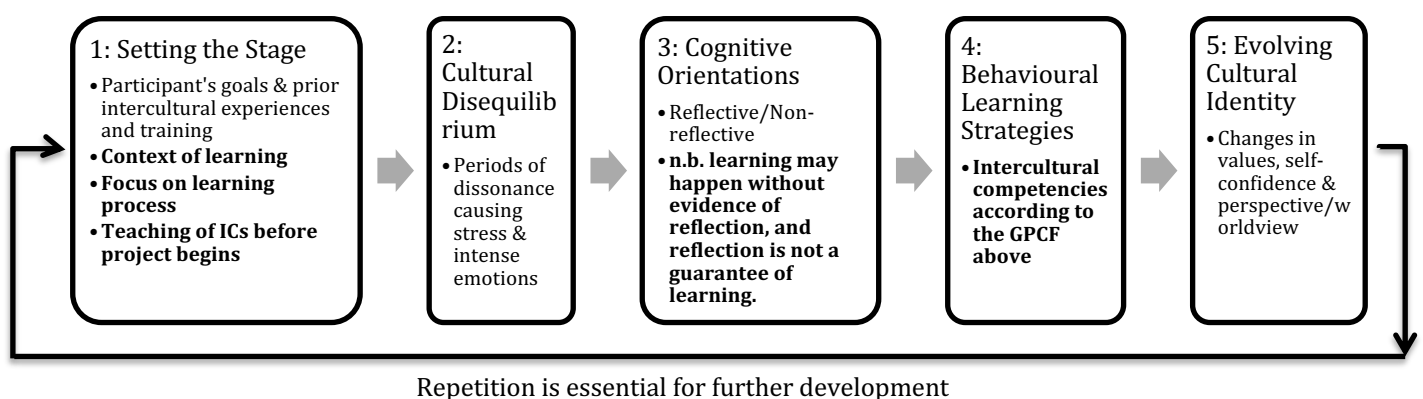 1: Setting the Stage
•Participant's goals & prior
intercultural experiences
and training
•Context of learning
•Focus on learning
process
•Teaching of ICs before
project begins
2:
Cultural
Disequilib
rium
•Periods of
dissonance
causing
stress &
intense
emotions
3: Cognitive
Orientations
•Reflective/Non-
reflective
•n.b. learning may
happen without
evidence of
reflection, and
reflection is not a
guarantee of
learning.
4:
Behavioural
Learning
Strategies
•Intercultural
competencies
according to
the GPCF
above
5: Evolving
Cultural
Identity
•Changes in
values, self-
confidence &
perspective/w
orldview
Repetition is essential for further development